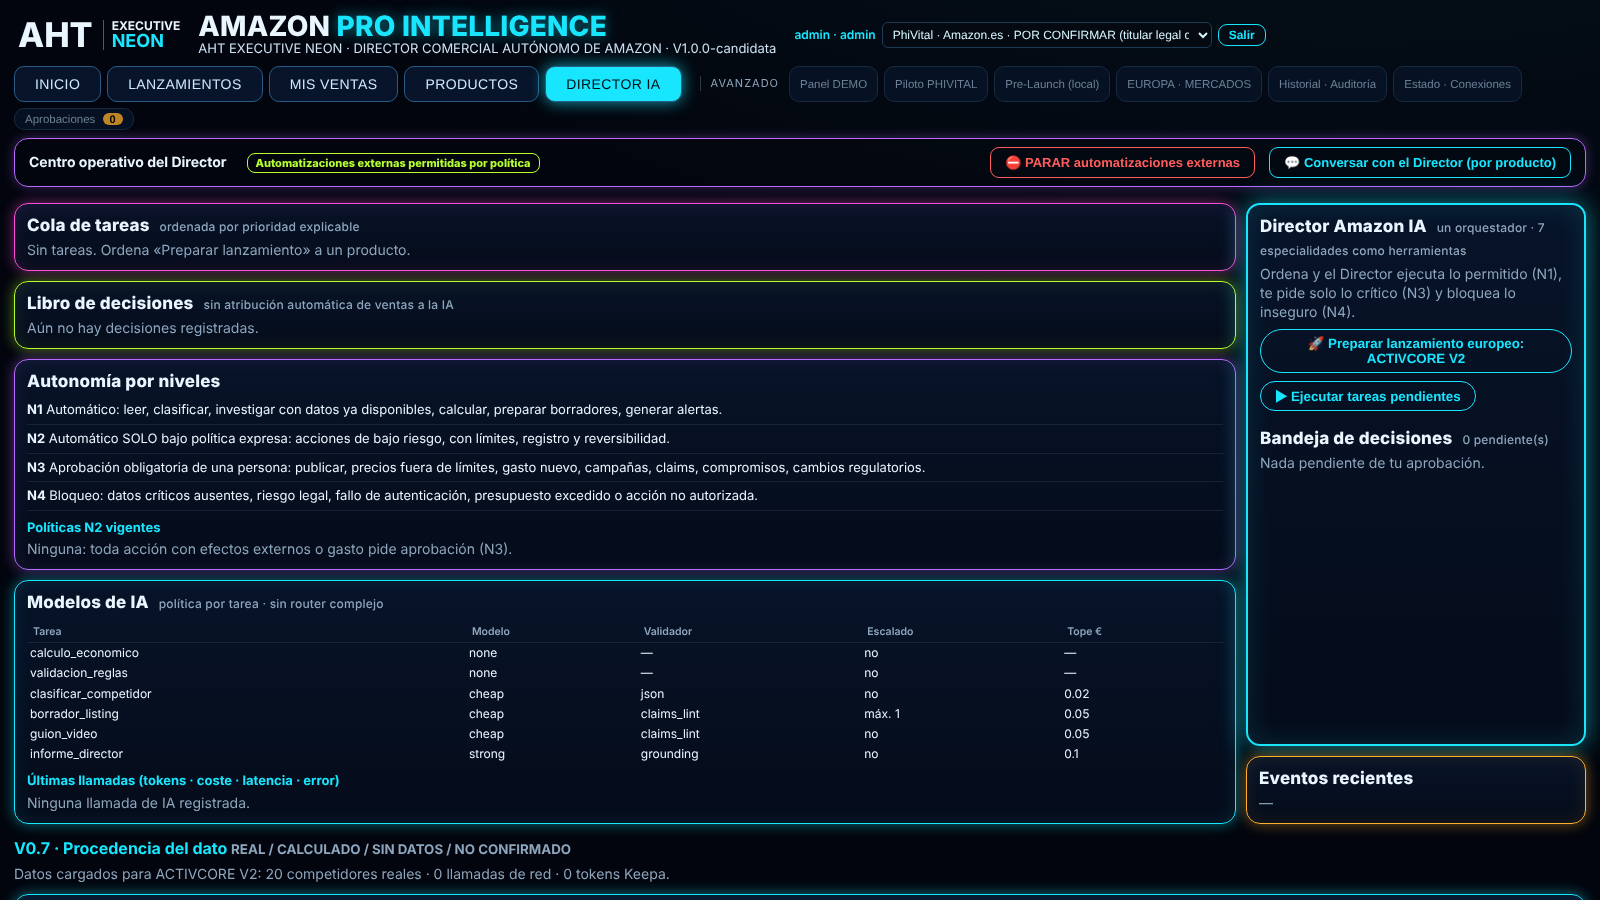 AHT EXECUTIVE NEON
AMAZON PRO INTELLIGENCE
AHT EXECUTIVE NEON · DIRECTOR COMERCIAL AUTÓNOMO DE AMAZON · V1.0.0-candidata
admin · admin
PhiVital · Amazon.es · POR CONFIRMAR (titular legal d
Salir
INICIO
LANZAMIENTOS
MIS VENTAS
PRODUCTOS
DIRECTOR IA
AVANZADO
Panel DEMO
Piloto PHIVITAL
Pre-Launch (local)
EUROPA · MERCADOS
Historial · Auditoría
Estado · Conexiones
Aprobaciones 0
Centro operativo del Director
Automatizaciones externas permitidas por política
⛔ PARAR automatizaciones externas
💬 Conversar con el Director (por producto)
Cola de tareas ordenada por prioridad explicable
Sin tareas. Ordena «Preparar lanzamiento» a un producto.
Libro de decisiones sin atribución automática de ventas a la IA
Aún no hay decisiones registradas.
Autonomía por niveles
N1 Automático: leer, clasificar, investigar con datos ya disponibles, calcular, preparar borradores, generar alertas.
N2 Automático SOLO bajo política expresa: acciones de bajo riesgo, con límites, registro y reversibilidad.
N3 Aprobación obligatoria de una persona: publicar, precios fuera de límites, gasto nuevo, campañas, claims, compromisos, cambios regulatorios.
N4 Bloqueo: datos críticos ausentes, riesgo legal, fallo de autenticación, presupuesto excedido o acción no autorizada.
Políticas N2 vigentes
Ninguna: toda acción con efectos externos o gasto pide aprobación (N3).
Modelos de IA política por tarea · sin router complejo
Tarea Modelo Validador Escalado Tope €
calculo_economico none — no —
validacion_reglas none — no —
clasificar_competidor cheap json no 0.02
borrador_listing cheap claims_lint máx. 1 0.05
guion_video cheap claims_lint no 0.05
informe_director strong grounding no 0.1
Últimas llamadas (tokens · coste · latencia · error)
Ninguna llamada de IA registrada.
Director Amazon IA un orquestador · 7
especialidades como herramientas
Ordena y el Director ejecuta lo permitido (N1),
te pide solo lo crítico (N3) y bloquea lo
inseguro (N4).
🚀 Preparar lanzamiento europeo:
ACTIVCORE V2
▶ Ejecutar tareas pendientes
Bandeja de decisiones 0 pendiente(s)
Nada pendiente de tu aprobación.
Eventos recientes
—
V0.7 · Procedencia del dato REAL / CALCULADO / SIN DATOS / NO CONFIRMADO
Datos cargados para ACTIVCORE V2: 20 competidores reales · 0 llamadas de red · 0 tokens Keepa.